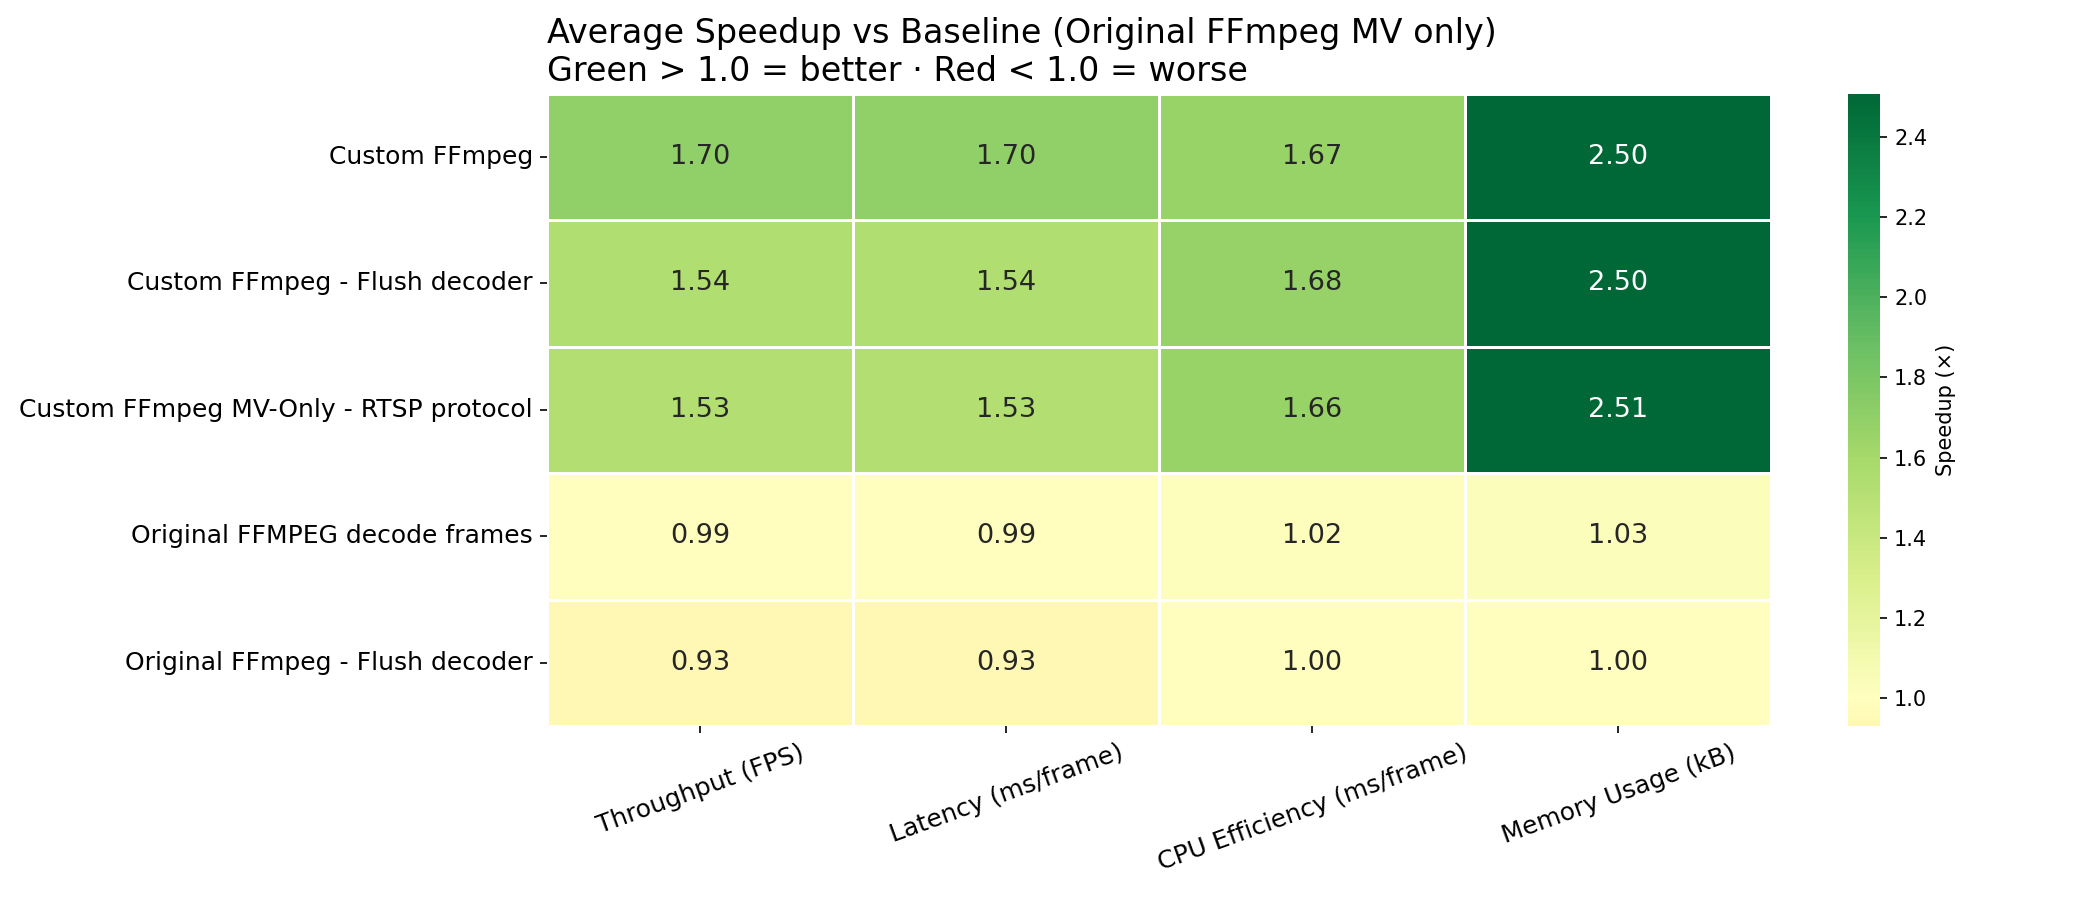 Average Speedup vs Baseline (Original FFmpeg MV only)
Green > 1.0 = better · Red < 1.0 = worse
Custom FFmpeg 1.70 1.70 1.67 2.50
Custom FFmpeg - Flush decoder 1.54 1.54 1.68 2.50
Custom FFmpeg MV-Only - RTSP protocol 1.53 1.53 1.66 2.51
Original FFMPEG decode frames 0.99 0.99 1.02 1.03
Original FFmpeg - Flush decoder 0.93 0.93 1.00 1.00
Throughput (FPS) Latency (ms/frame) CPU Efficiency (ms/frame) Memory Usage (kB)
2.4
2.2
2.0
1.8
1.6
1.4
1.2
1.0
Speedup (×)